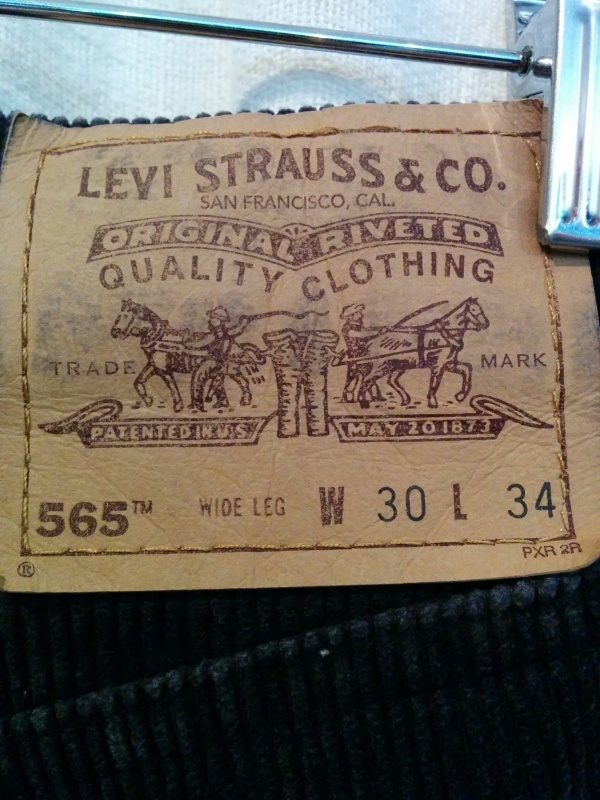 LEVI STRAUSS & CO.
SAN FRANCISCO, CAL.
ORIGINAL RIVETED
QUALITY CLOTHING
TRADE MARK
PATENTED IN U.S. MAY 20 1873
565™ WIDE LEG W 30 L 34
® PXR 2R